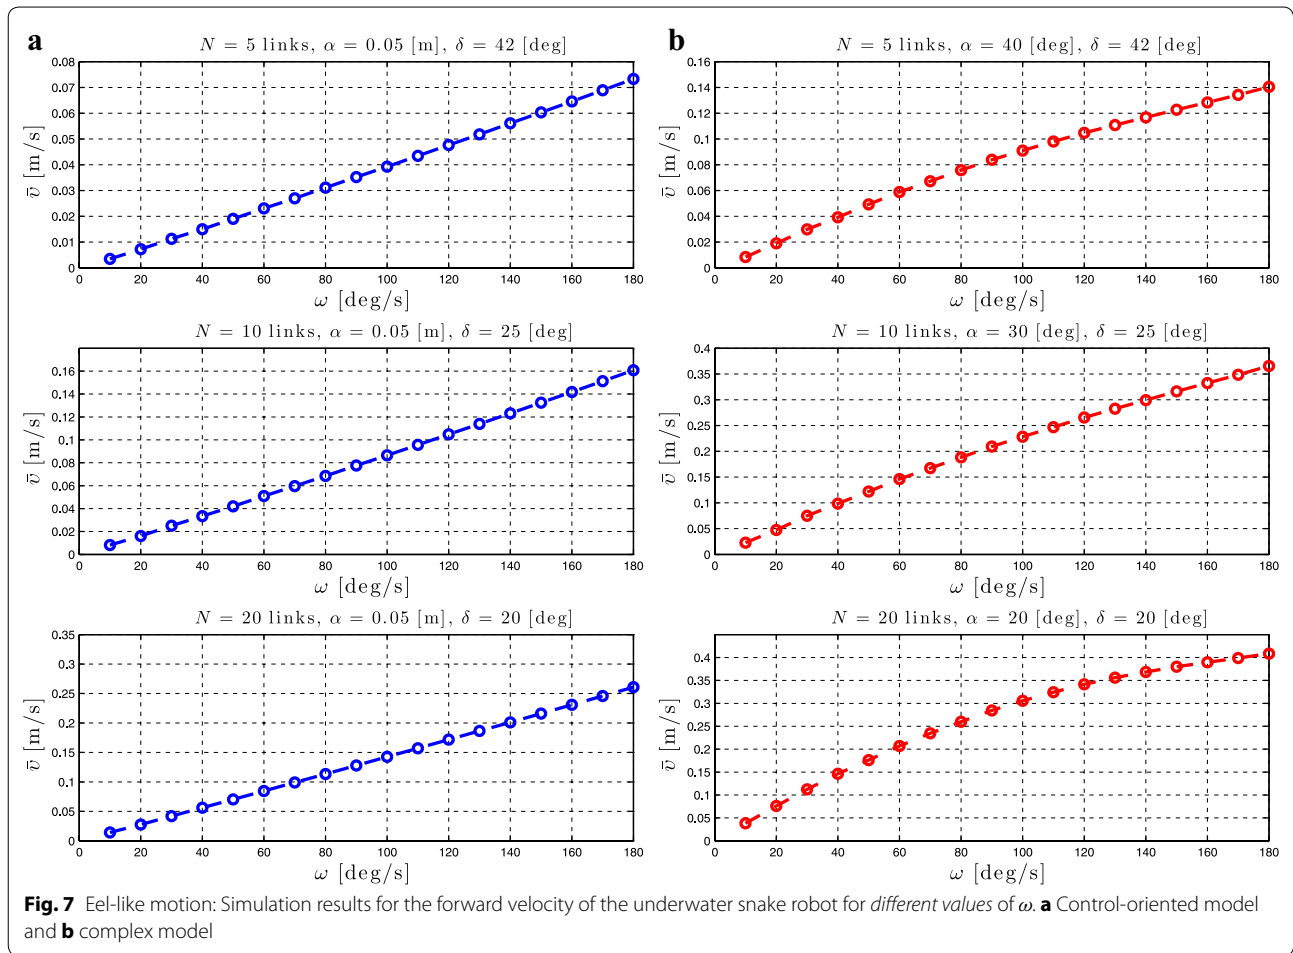 a
N = 5 links, α = 0.05 [m], δ = 42 [deg]
0.08
0.07
0.06
0.05
0.04
0.03
0.02
0.01
0
v̄ [m/s]
0 20 40 60 80 100 120 140 160 180
ω [deg/s]
b
N = 5 links, α = 40 [deg], δ = 42 [deg]
0.16
0.14
0.12
0.1
0.08
0.06
0.04
0.02
0
v̄ [m/s]
0 20 40 60 80 100 120 140 160 180
ω [deg/s]
N = 10 links, α = 0.05 [m], δ = 25 [deg]
0.16
0.14
0.12
0.1
0.08
0.06
0.04
0.02
0
v̄ [m/s]
0 20 40 60 80 100 120 140 160 180
ω [deg/s]
N = 10 links, α = 30 [deg], δ = 25 [deg]
0.4
0.35
0.3
0.25
0.2
0.15
0.1
0.05
0
v̄ [m/s]
0 20 40 60 80 100 120 140 160 180
ω [deg/s]
N = 20 links, α = 0.05 [m], δ = 20 [deg]
0.35
0.3
0.25
0.2
0.15
0.1
0.05
0
v̄ [m/s]
0 20 40 60 80 100 120 140 160 180
ω [deg/s]
N = 20 links, α = 20 [deg], δ = 20 [deg]
0.4
0.35
0.3
0.25
0.2
0.15
0.1
0.05
0
v̄ [m/s]
0 20 40 60 80 100 120 140 160 180
ω [deg/s]
Fig. 7 Eel-like motion: Simulation results for the forward velocity of the underwater snake robot for different values of ω. a Control-oriented model
and b complex model